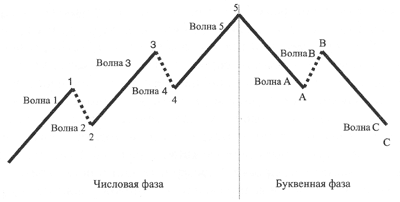 5
Волна 5
3
B
Волна 3
Волна B
1
Волна 4
Волна А
Волна 1
4
A
Волна 2
2
Волна С
C
Числовая фаза
Буквенная фаза